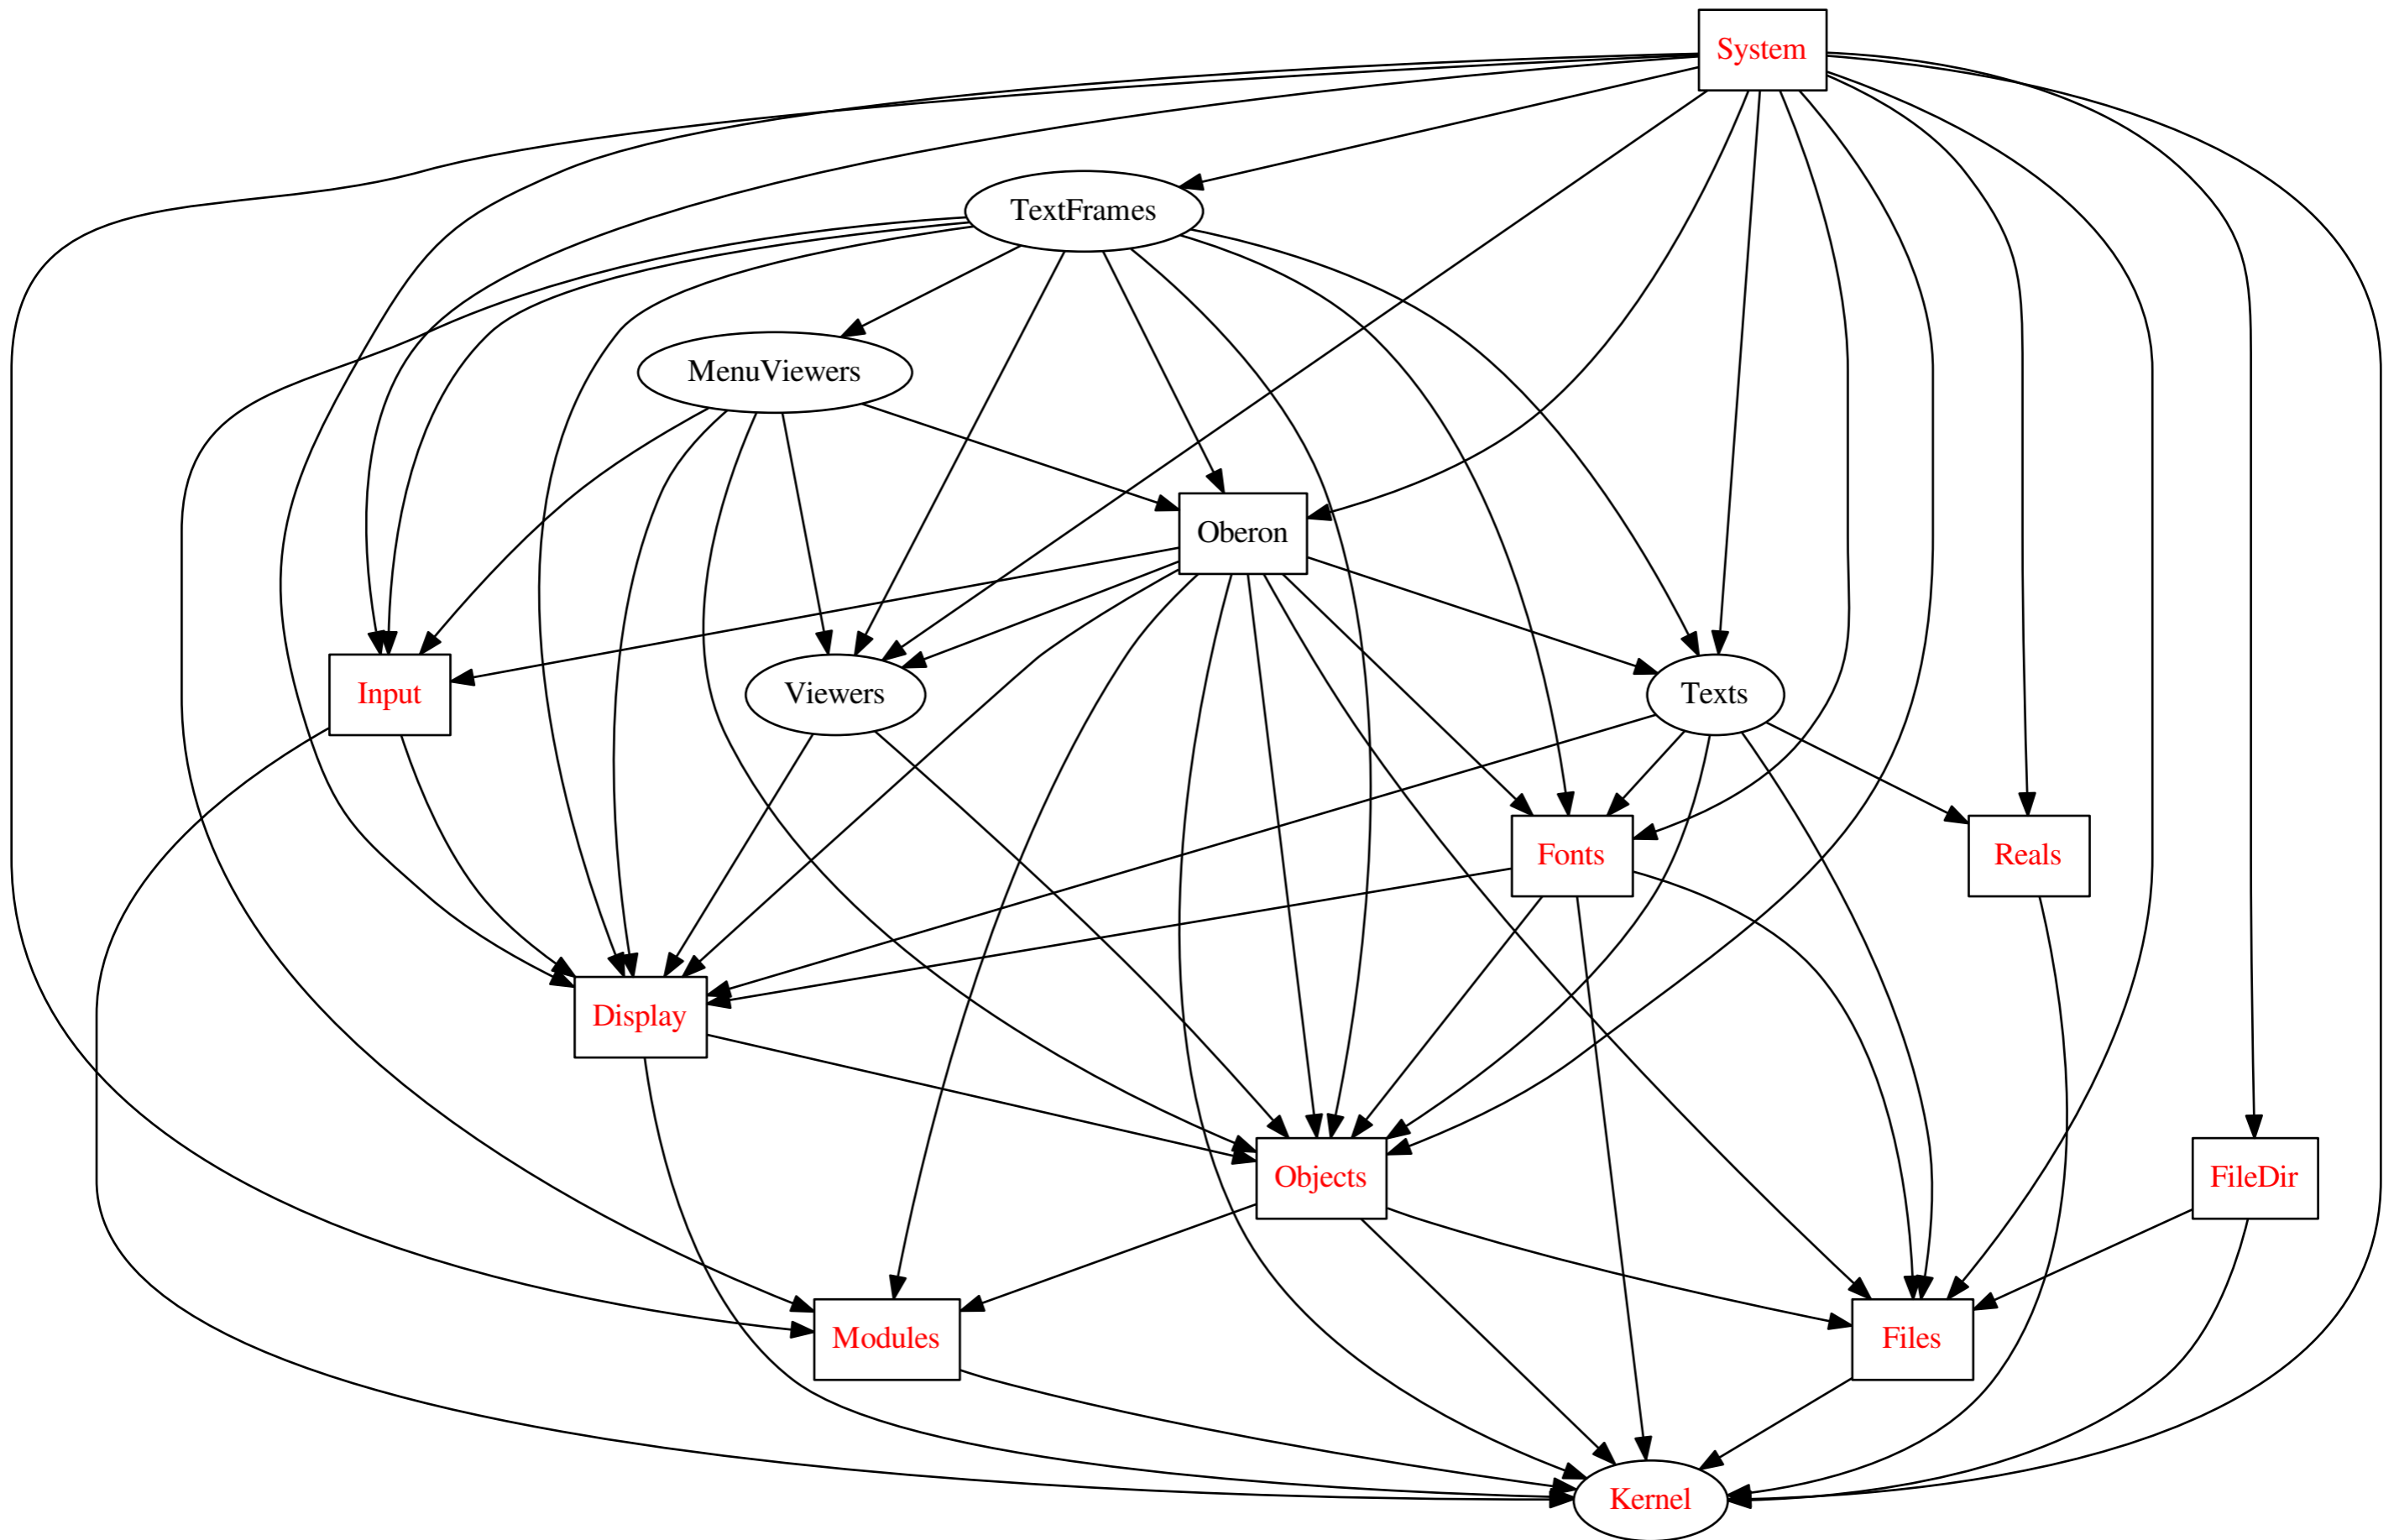 System
TextFrames
MenuViewers
Oberon
Input
Viewers
Texts
Fonts
Reals
Display
Objects
FileDir
Modules
Files
Kernel